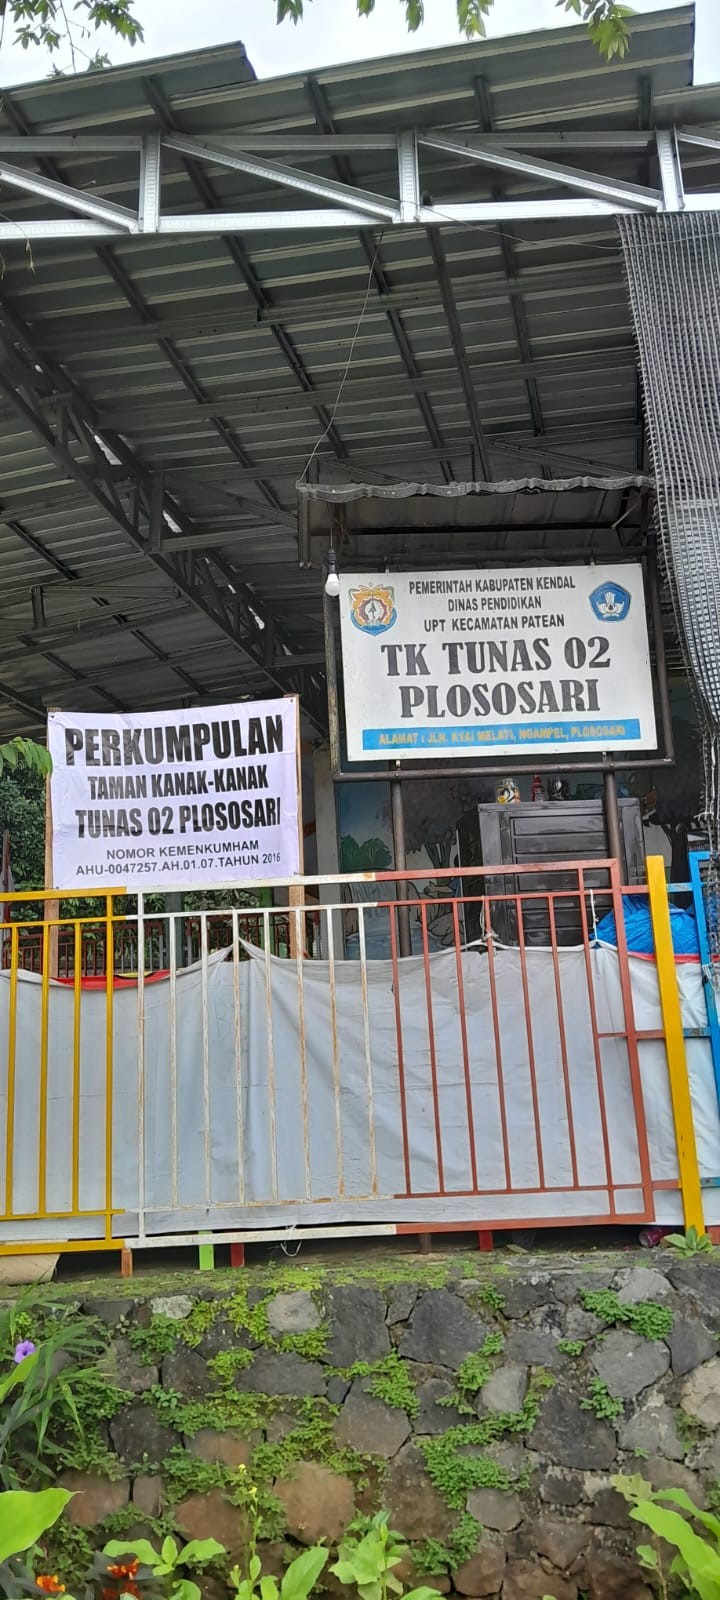 PEMERINTAH KABUPATEN KENDAL
DINAS PENDIDIKAN
UPT KECAMATAN PATEAN
TK TUNAS 02
PLOSOSARI
ALAMAT : JLN. KYAI MELATI, NGAMPEL, PLOSOSARI
PERKUMPULAN
TAMAN KANAK-KANAK
TUNAS 02 PLOSOSARI
NOMOR KEMENKUMHAM
AHU-0047257.AH.01.07.TAHUN 2016